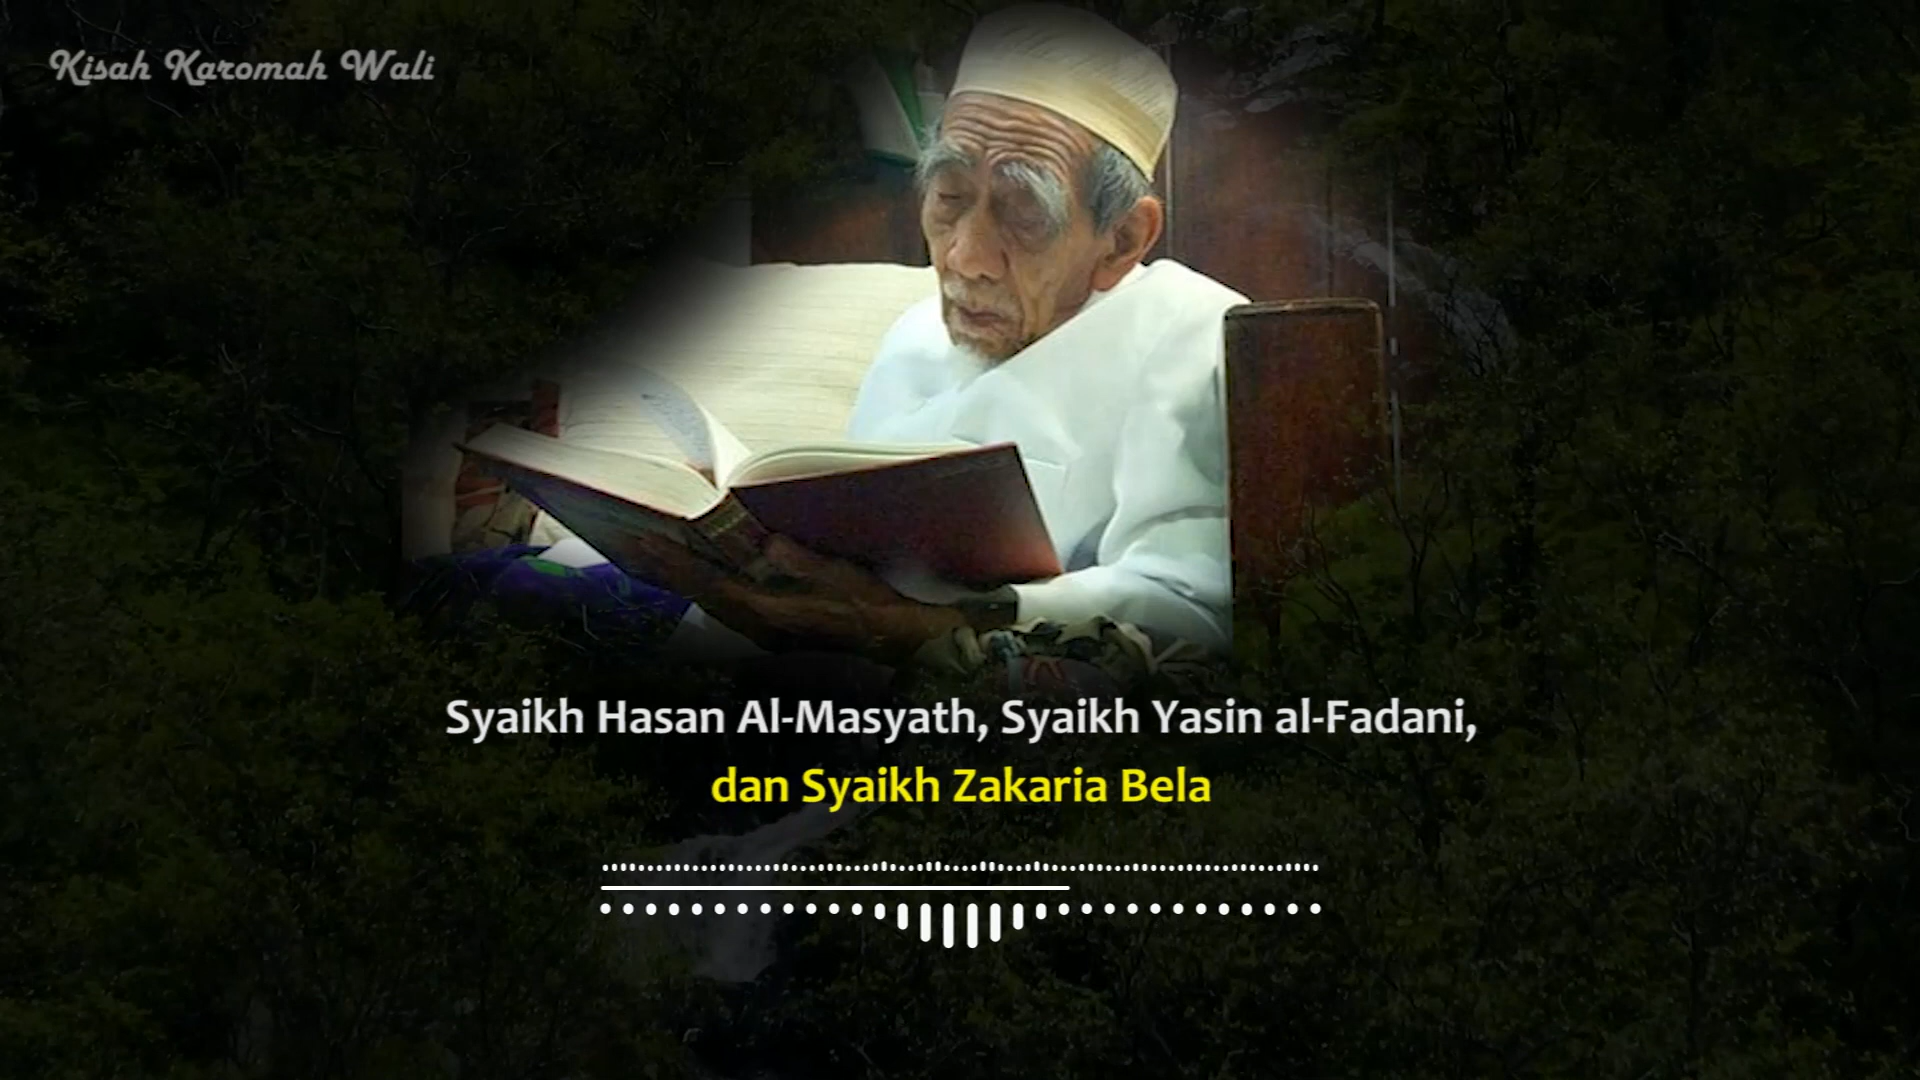 Kisah Karomah Wali
Syaikh Hasan Al-Masyath, Syaikh Yasin al-Fadani,
dan Syaikh Zakaria Bela